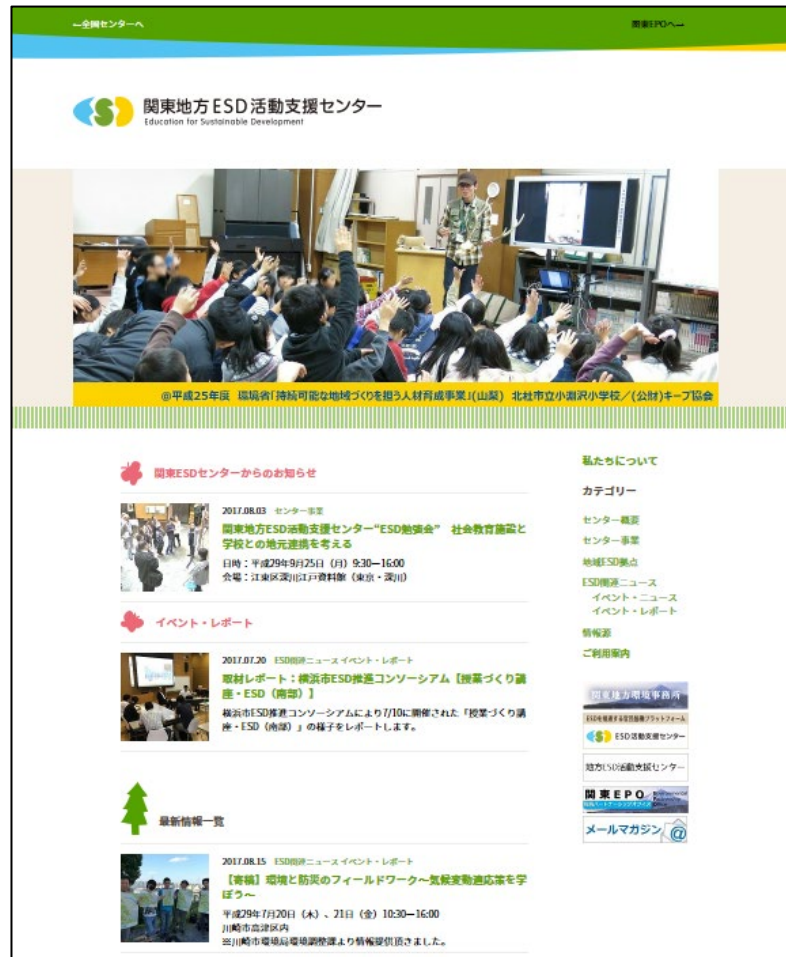 ←全国センターへ
関東EPOへ→
ESD
関東地方ESD活動支援センター
Education for Sustainable Development
@平成25年度 環境省「持続可能な地域づくりを担う人材育成事業」(山梨) 北杜市立小淵沢小学校／(公財)キープ協会
関東ESDセンターからのお知らせ
2017.08.03 センター事業
関東地方ESD活動支援センター“ESD勉強会” 社会教育施設と
学校との地元連携を考える
日時：平成29年9月25日（月）9:30―16:00
会場：江東区深川江戸資料館（東京・深川）
イベント・レポート
2017.07.20 ESD関連ニュース イベント・レポート
取材レポート：横浜市ESD推進コンソーシアム【授業づくり講
座・ESD（南部）】
横浜市ESD推進コンソーシアムにより7/10に開催された「授業づくり講
座・ESD（南部）」の様子をレポートします。
最新情報一覧
2017.08.15 ESD関連ニュース イベント・レポート
【寄稿】環境と防災のフィールドワーク～気候変動適応策を学
ぼう～
平成29年7月20日（木）、21日（金）10:30―16:00
川崎市高津区内
※川崎市環境局環境調整課より情報提供頂きました。
私たちについて
カテゴリー
センター概要
センター事業
地域ESD拠点
ESD関連ニュース
イベント・ニュース
イベント・レポート
情報源
ご利用案内
関東地方環境事務所
ESD活動支援センター
地方ESD活動支援センター
関東EPO
メールマガジン